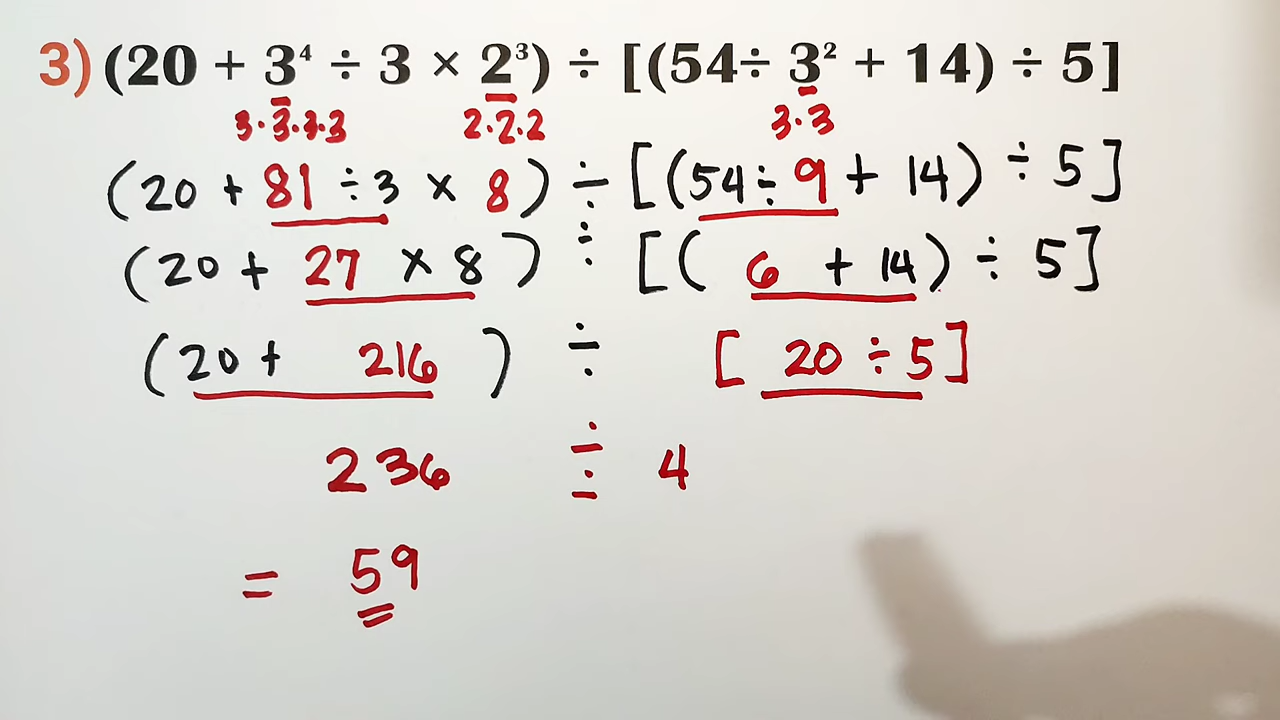 3) (20 + 3⁴ ÷ 3 × 2³) ÷ [(54÷ 3² + 14) ÷ 5]
3·3·3·3 2·2·2 3·3
(20 + 81 ÷ 3 × 8) ÷ [(54 ÷ 9 + 14) ÷ 5]
(20 + 27 × 8) ÷ [(6 + 14) ÷ 5]
(20 + 216) ÷ [20 ÷ 5]
236 ÷ 4
= 59